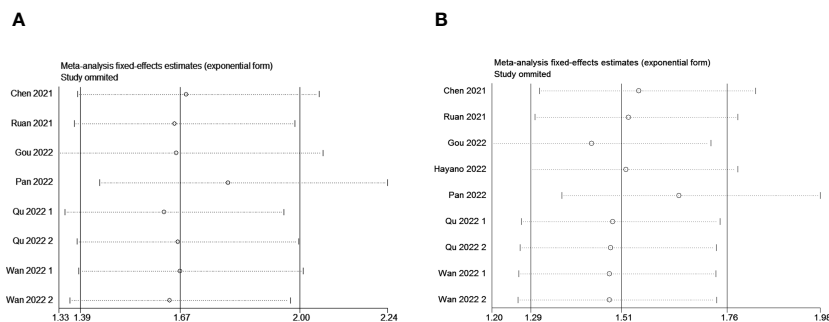 A
Meta-analysis fixed-effects estimates (exponential form)
Study ommited
Chen 2021
Ruan 2021
Gou 2022
Pan 2022
Qu 2022 1
Qu 2022 2
Wan 2022 1
Wan 2022 2
1.33 1.39 1.67 2.00 2.24
B
Meta-analysis fixed-effects estimates (exponential form)
Study ommited
Chen 2021
Ruan 2021
Gou 2022
Hayano 2022
Pan 2022
Qu 2022 1
Qu 2022 2
Wan 2022 1
Wan 2022 2
1.20 1.29 1.51 1.76 1.98